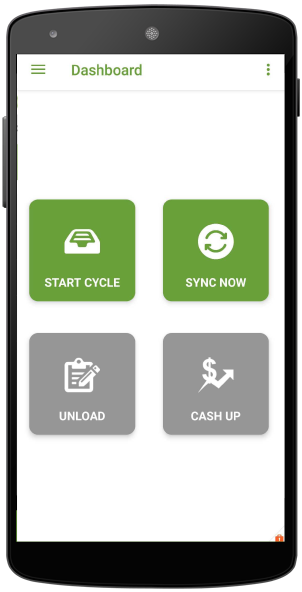 Dashboard
START CYCLE
SYNC NOW
UNLOAD
CASH UP